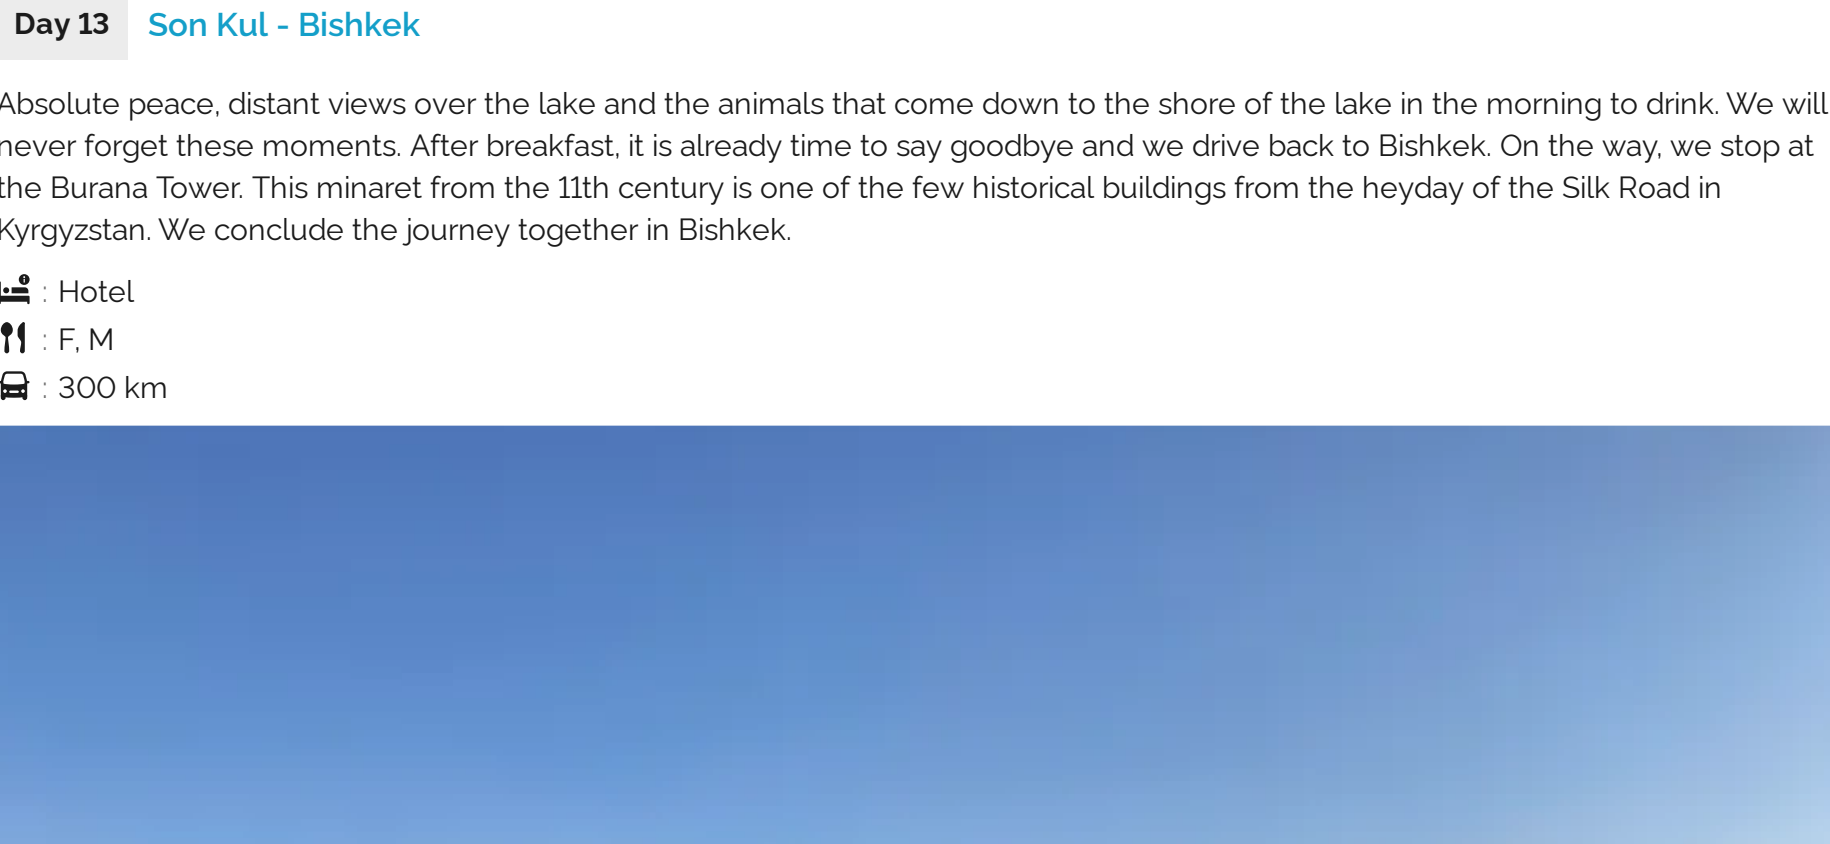 Day 13 Son Kul - Bishkek
Absolute peace, distant views over the lake and the animals that come down to the shore of the lake in the morning to drink. We will
never forget these moments. After breakfast, it is already time to say goodbye and we drive back to Bishkek. On the way, we stop at
the Burana Tower. This minaret from the 11th century is one of the few historical buildings from the heyday of the Silk Road in
Kyrgyzstan. We conclude the journey together in Bishkek.
: Hotel
: F, M
: 300 km